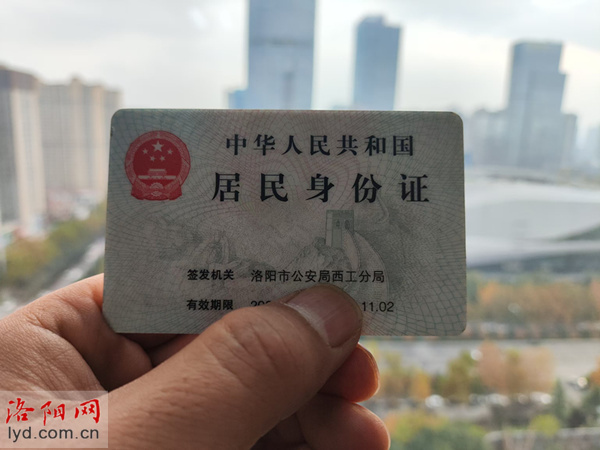 中华人民共和国
居民身份证
签发机关 洛阳市公安局西工分局
有效期限 11.02
洛阳网
lyd.com.cn